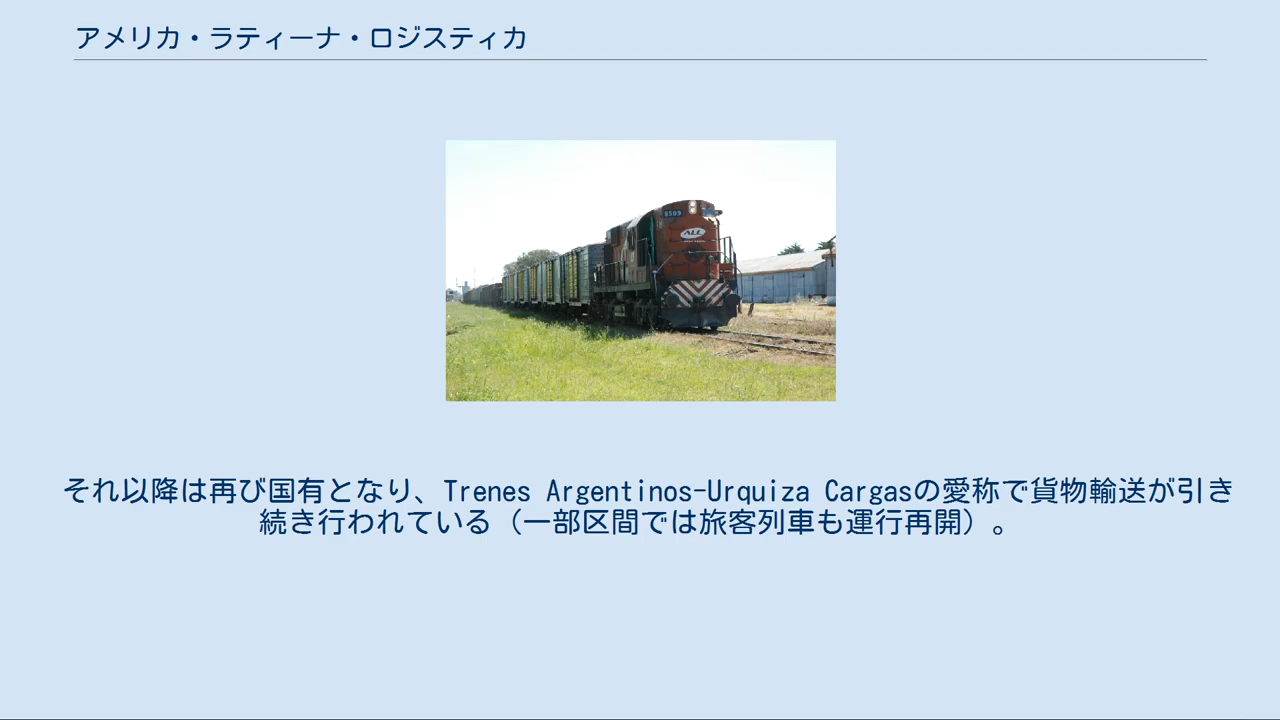 アメリカ・ラティーナ・ロジスティカ
ALL
それ以降は再び国有となり、Trenes Argentinos-Urquiza Cargasの愛称で貨物輸送が引き
続き行われている（一部区間では旅客列車も運行再開）。